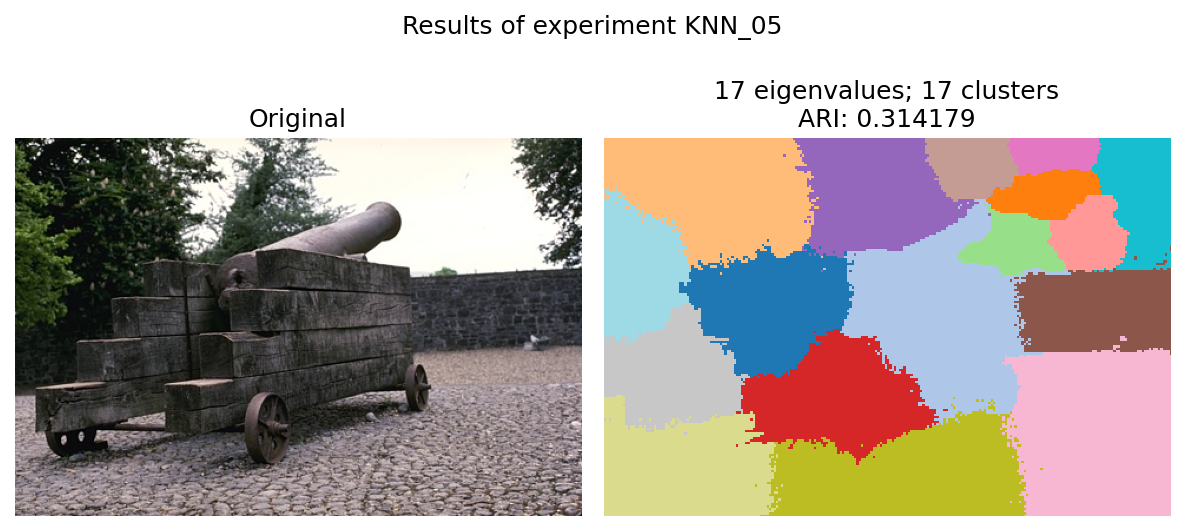 Results of experiment KNN_05
Original
17 eigenvalues; 17 clusters
ARI: 0.314179